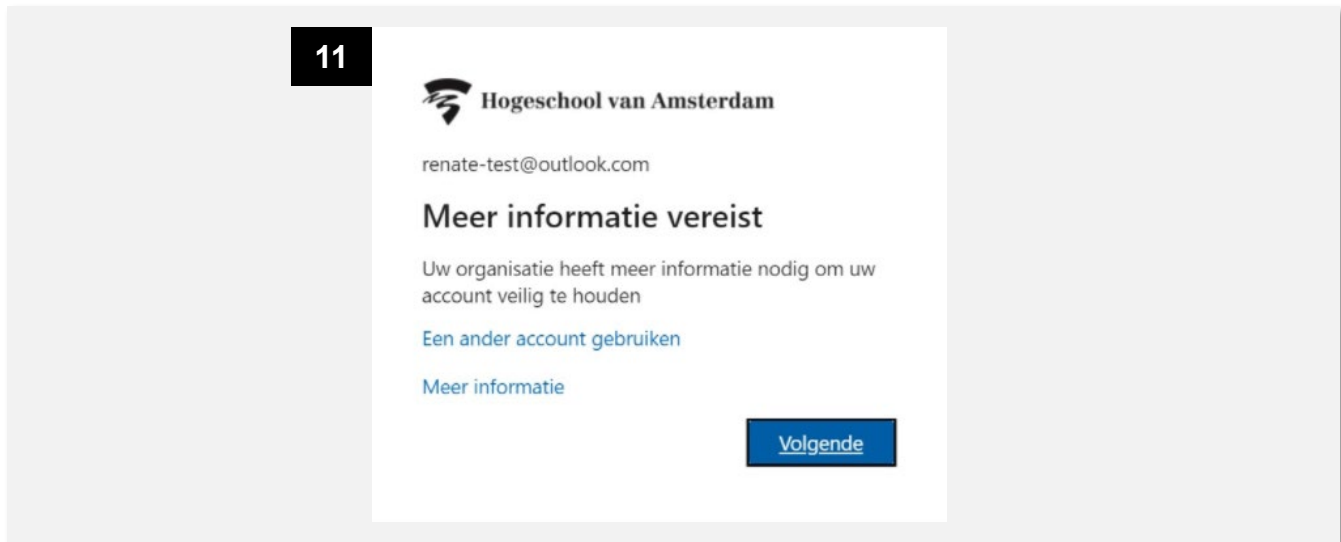 11
Hogeschool van Amsterdam
renate-test@outlook.com
Meer informatie vereist
Uw organisatie heeft meer informatie nodig om uw
account veilig te houden
Een ander account gebruiken
Meer informatie
Volgende